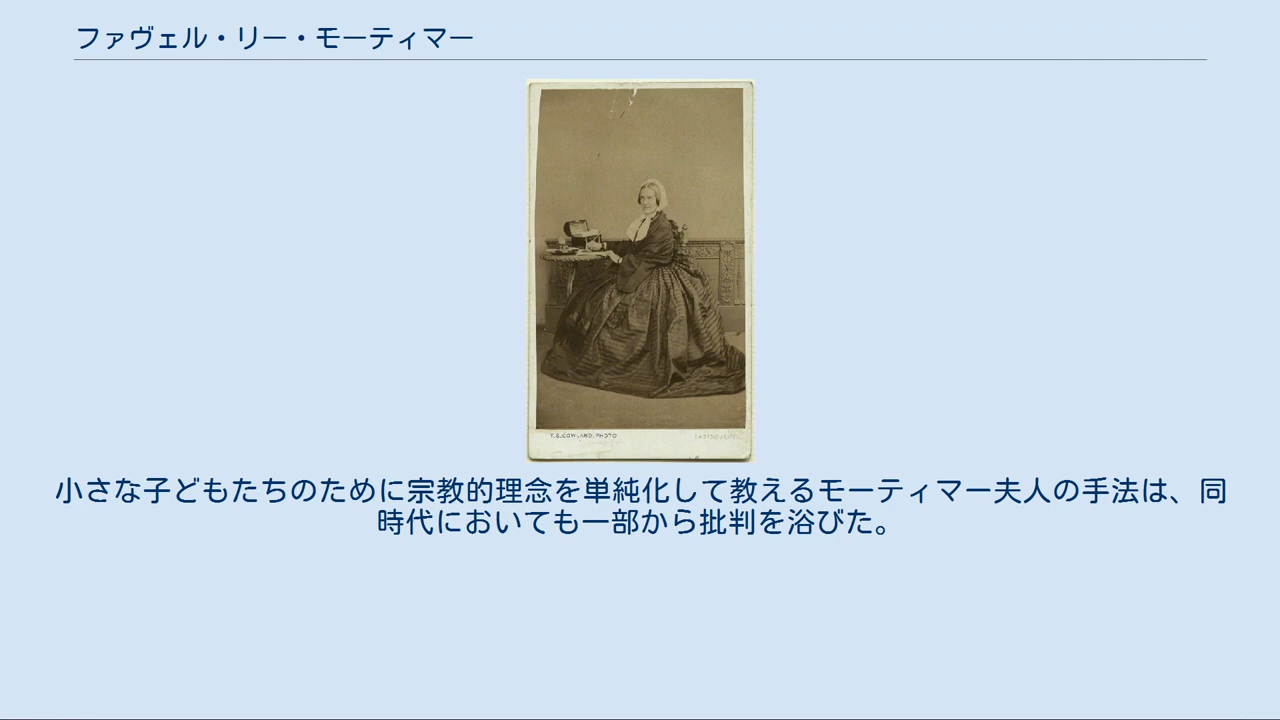 ファヴェル・リー・モーティマー
T.S.GOWLAND. PHOTO
小さな子どもたちのために宗教的理念を単純化して教えるモーティマー夫人の手法は、同
時代においても一部から批判を浴びた。